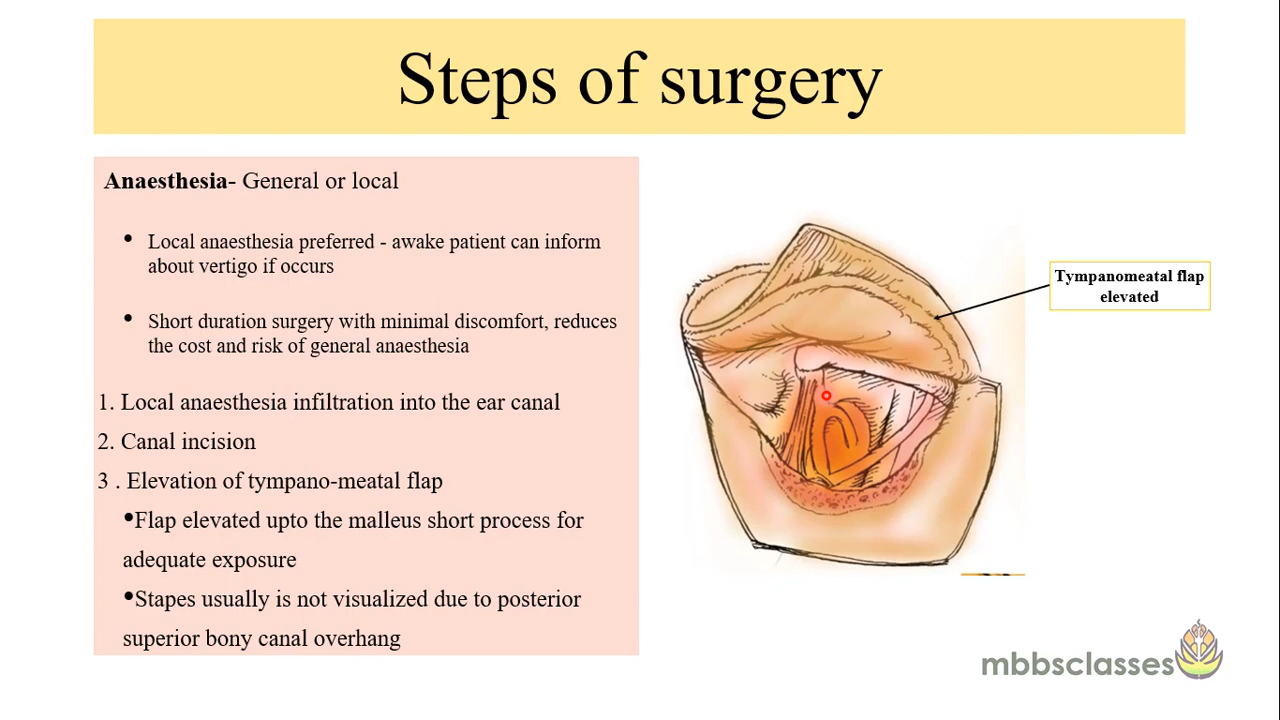 Steps of surgery
Anaesthesia- General or local
• Local anaesthesia preferred - awake patient can inform
about vertigo if occurs
• Short duration surgery with minimal discomfort, reduces
the cost and risk of general anaesthesia
1. Local anaesthesia infiltration into the ear canal
2. Canal incision
3 . Elevation of tympano-meatal flap
•Flap elevated upto the malleus short process for
adequate exposure
•Stapes usually is not visualized due to posterior
superior bony canal overhang
Tympanomeatal flap
elevated
mbbsclasses